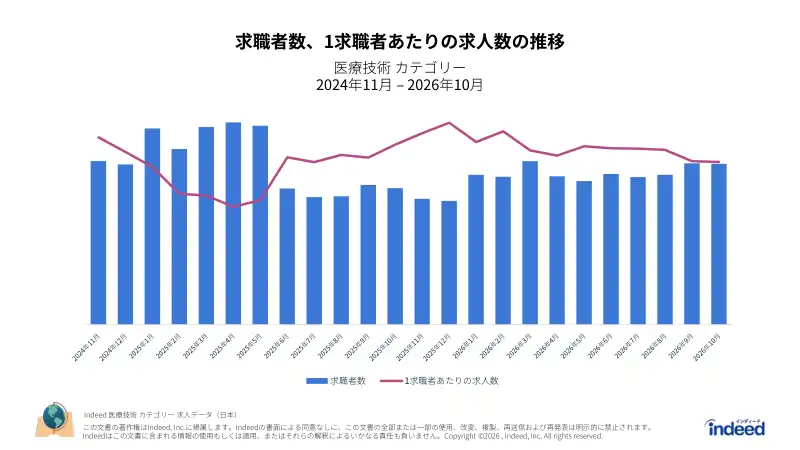 求職者数、1求職者あたりの求人数の推移
医療技術 カテゴリー
2024年11月 – 2026年10月
2024年11月
2024年12月
2025年1月
2025年2月
2025年3月
2025年4月
2025年5月
2025年6月
2025年7月
2025年8月
2025年9月
2025年10月
2025年11月
2025年12月
2026年1月
2026年2月
2026年3月
2026年4月
2026年5月
2026年6月
2026年7月
2026年8月
2026年9月
2026年10月
求職者数
1求職者あたりの求人数
Indeed 医療技術 カテゴリー 求人データ（日本）
この文書の著作権はIndeed, Inc.に帰属します。Indeedの書面による同意なしに、この文書の全部または一部の使用、改変、複製、再送信および再発表は明示的に禁止されます。
Indeedはこの文書に含まれる情報の使用もしくは適用、またはそれらの解釈によるいかなる責任も負いません。Copyright ©2026 , Indeed, Inc. All rights reserved.
インディード
indeed